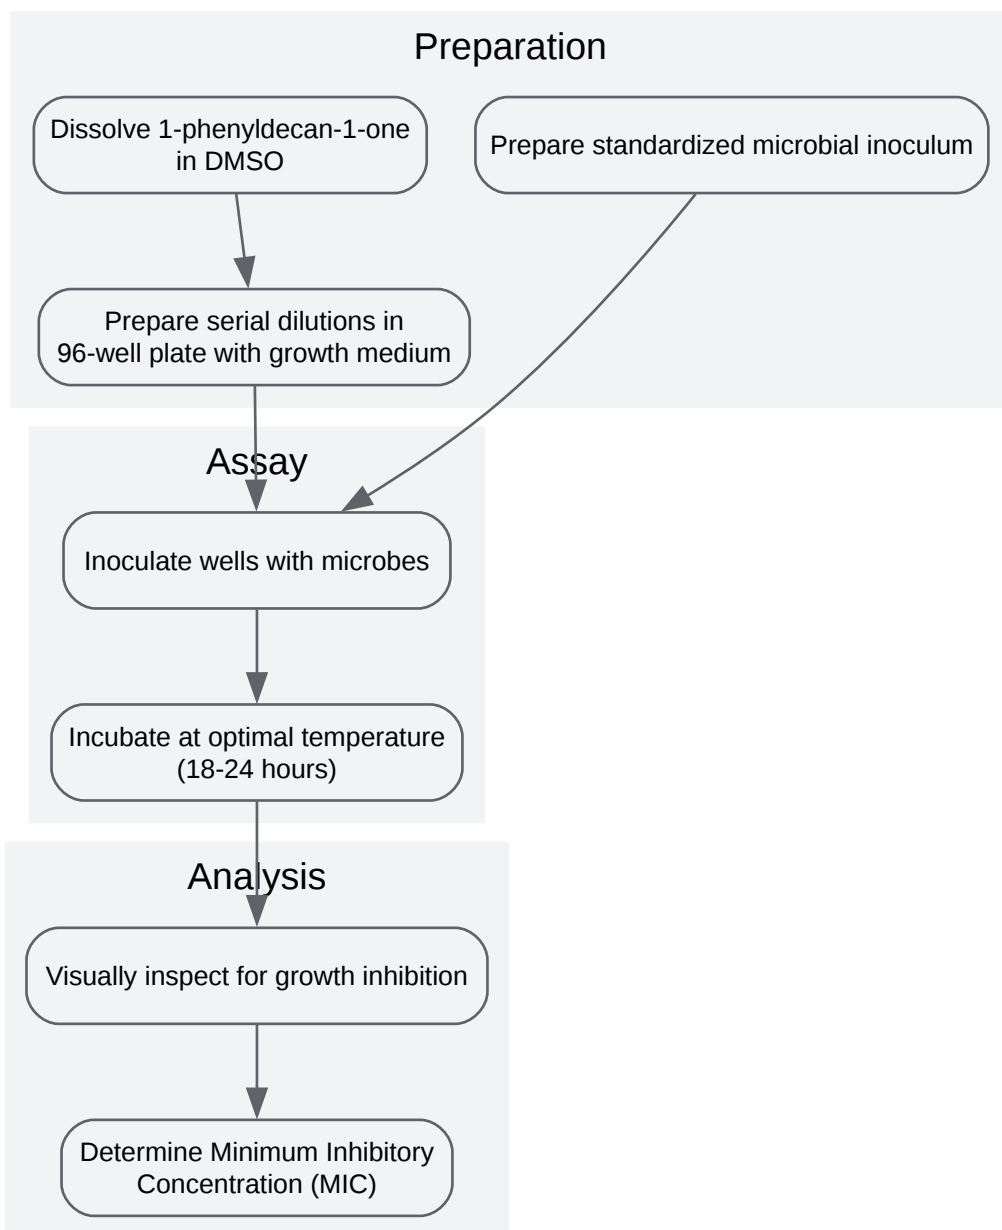 Preparation
Dissolve 1-phenyldecan-1-one
in DMSO
Prepare standardized microbial inoculum
Prepare serial dilutions in
96-well plate with growth medium
Assay
Inoculate wells with microbes
Incubate at optimal temperature
(18-24 hours)
Analysis
Visually inspect for growth inhibition
Determine Minimum Inhibitory
Concentration (MIC)